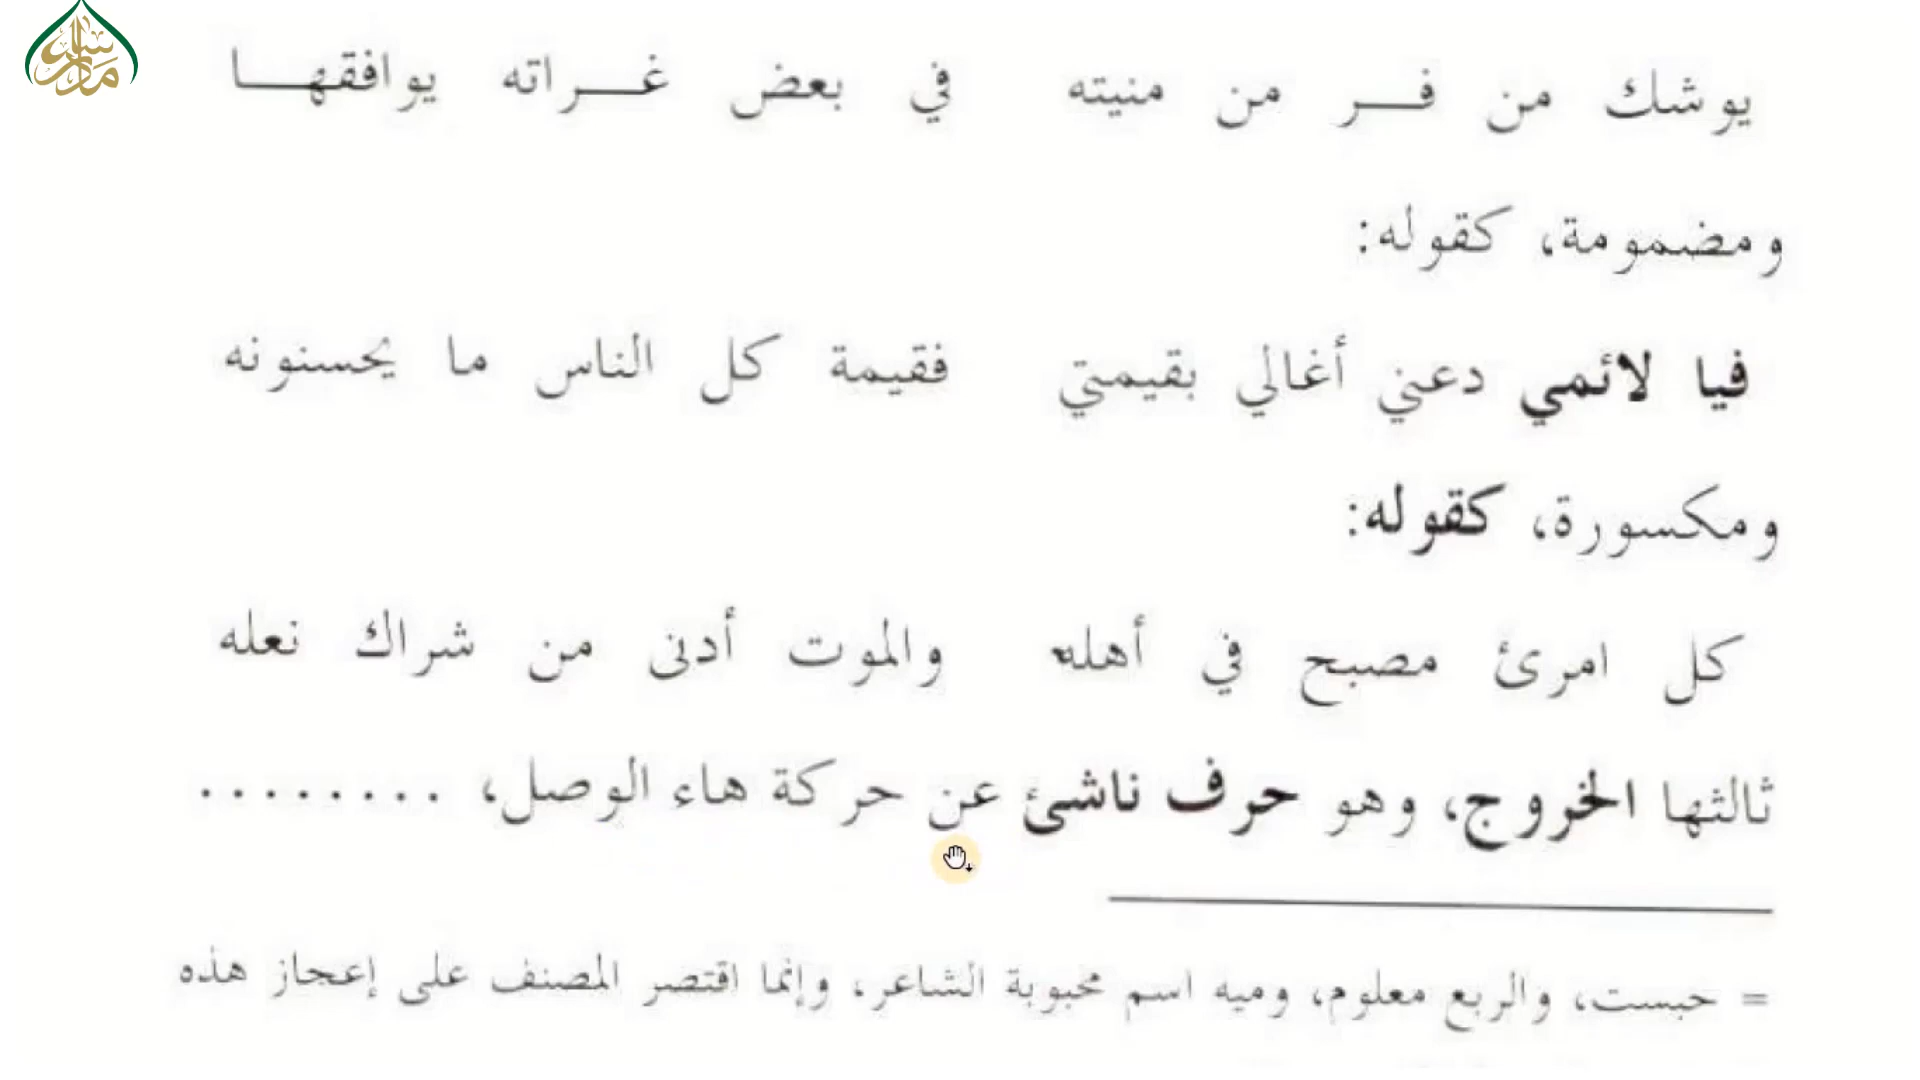 مدرسة
يوشك من فـــر من منيته في بعض غـــراته يوافقهـــا
ومضمومة، كقوله:
فيا لائمي دعني أغالي بقيمتي فقيمة كل الناس ما يحسنونه
ومكسورة، كقوله:
كل امرئ مصبح في أهله والموت أدنى من شراك نعله
ثالثها الخروج، وهو حرف ناشئ عن حركة هاء الوصل، ........
= حبست، والربع معلوم، وميه اسم محبوبة الشاعر، وإنما اقتصر المصنف على إعجاز هذه